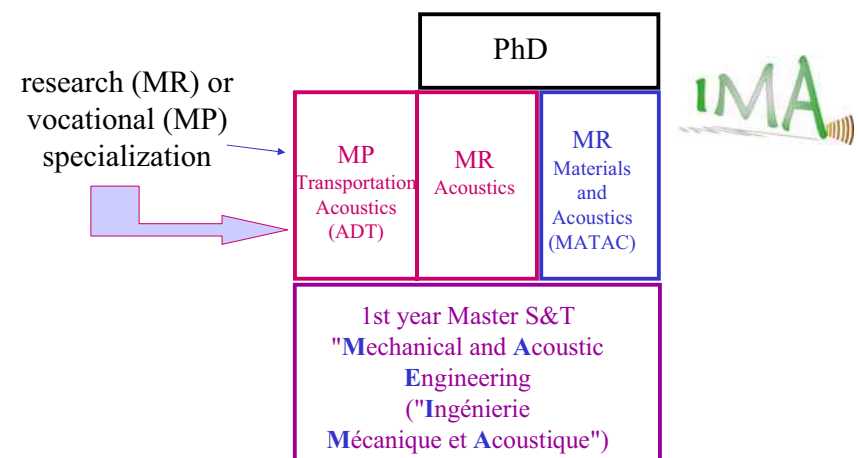 PhD
research (MR) or
vocational (MP)
specialization
IMA
MP
Transportation
Acoustics
(ADT)
MR
Acoustics
MR
Materials
and
Acoustics
(MATAC)
1st year Master S&T
"Mechanical and Acoustic
Engineering
("Ingénierie
Mécanique et Acoustique")